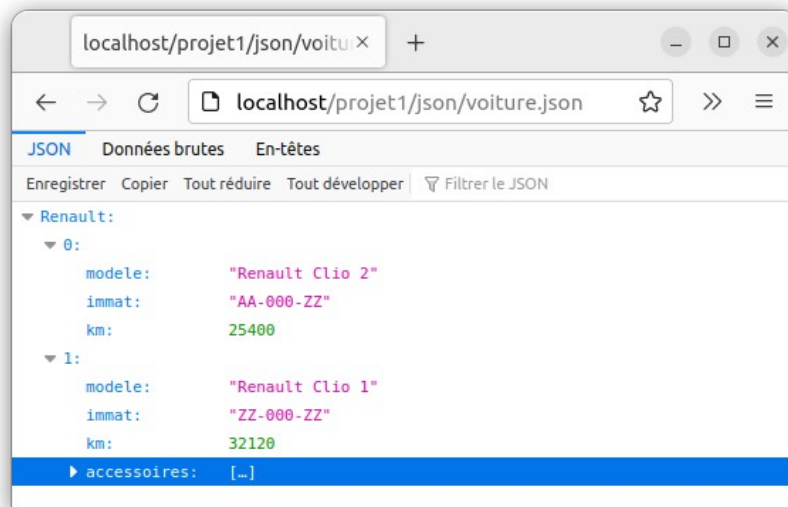 localhost/projet1/json/voitu
localhost/projet1/json/voiture.json
JSON Données brutes En-têtes
Enregistrer Copier Tout réduire Tout développer Filtrer le JSON
Renault:
0:
modele: "Renault Clio 2"
immat: "AA-000-ZZ"
km: 25400
1:
modele: "Renault Clio 1"
immat: "ZZ-000-ZZ"
km: 32120
accessoires: […]